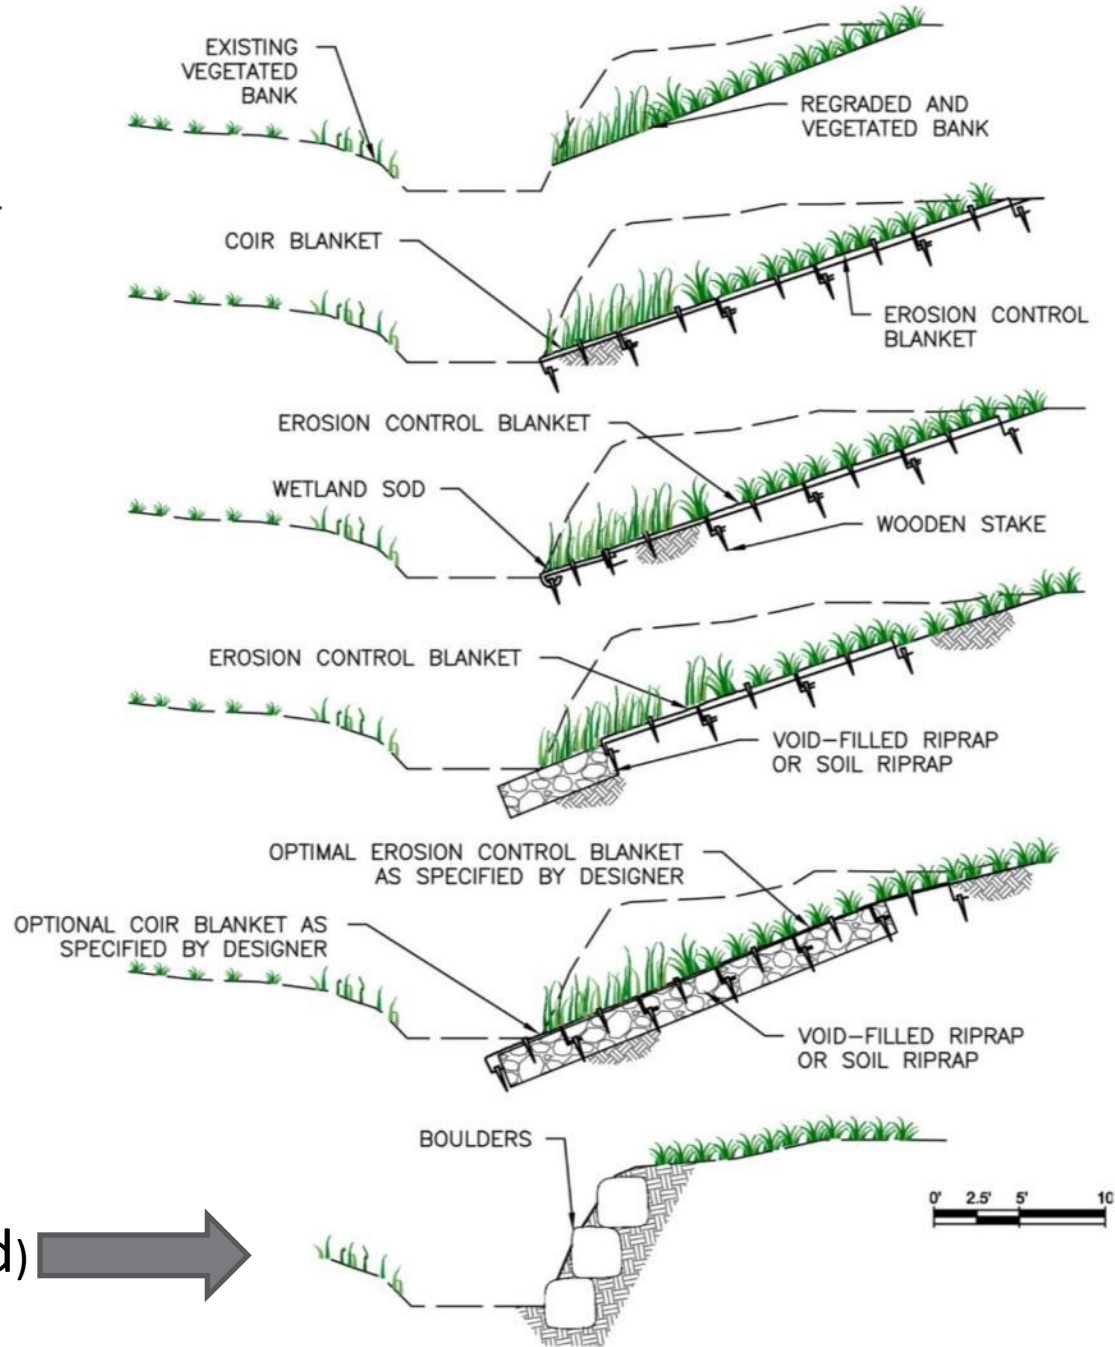 EXISTING
VEGETATED
BANK
REGRADED AND
VEGETATED BANK
COIR BLANKET
EROSION CONTROL
BLANKET
EROSION CONTROL BLANKET
WETLAND SOD
WOODEN STAKE
EROSION CONTROL BLANKET
VOID-FILLED RIPRAP
OR SOIL RIPRAP
OPTIMAL EROSION CONTROL BLANKET
AS SPECIFIED BY DESIGNER
OPTIONAL COIR BLANKET AS
SPECIFIED BY DESIGNER
VOID-FILLED RIPRAP
OR SOIL RIPRAP
BOULDERS
0' 2.5' 5' 10
d)